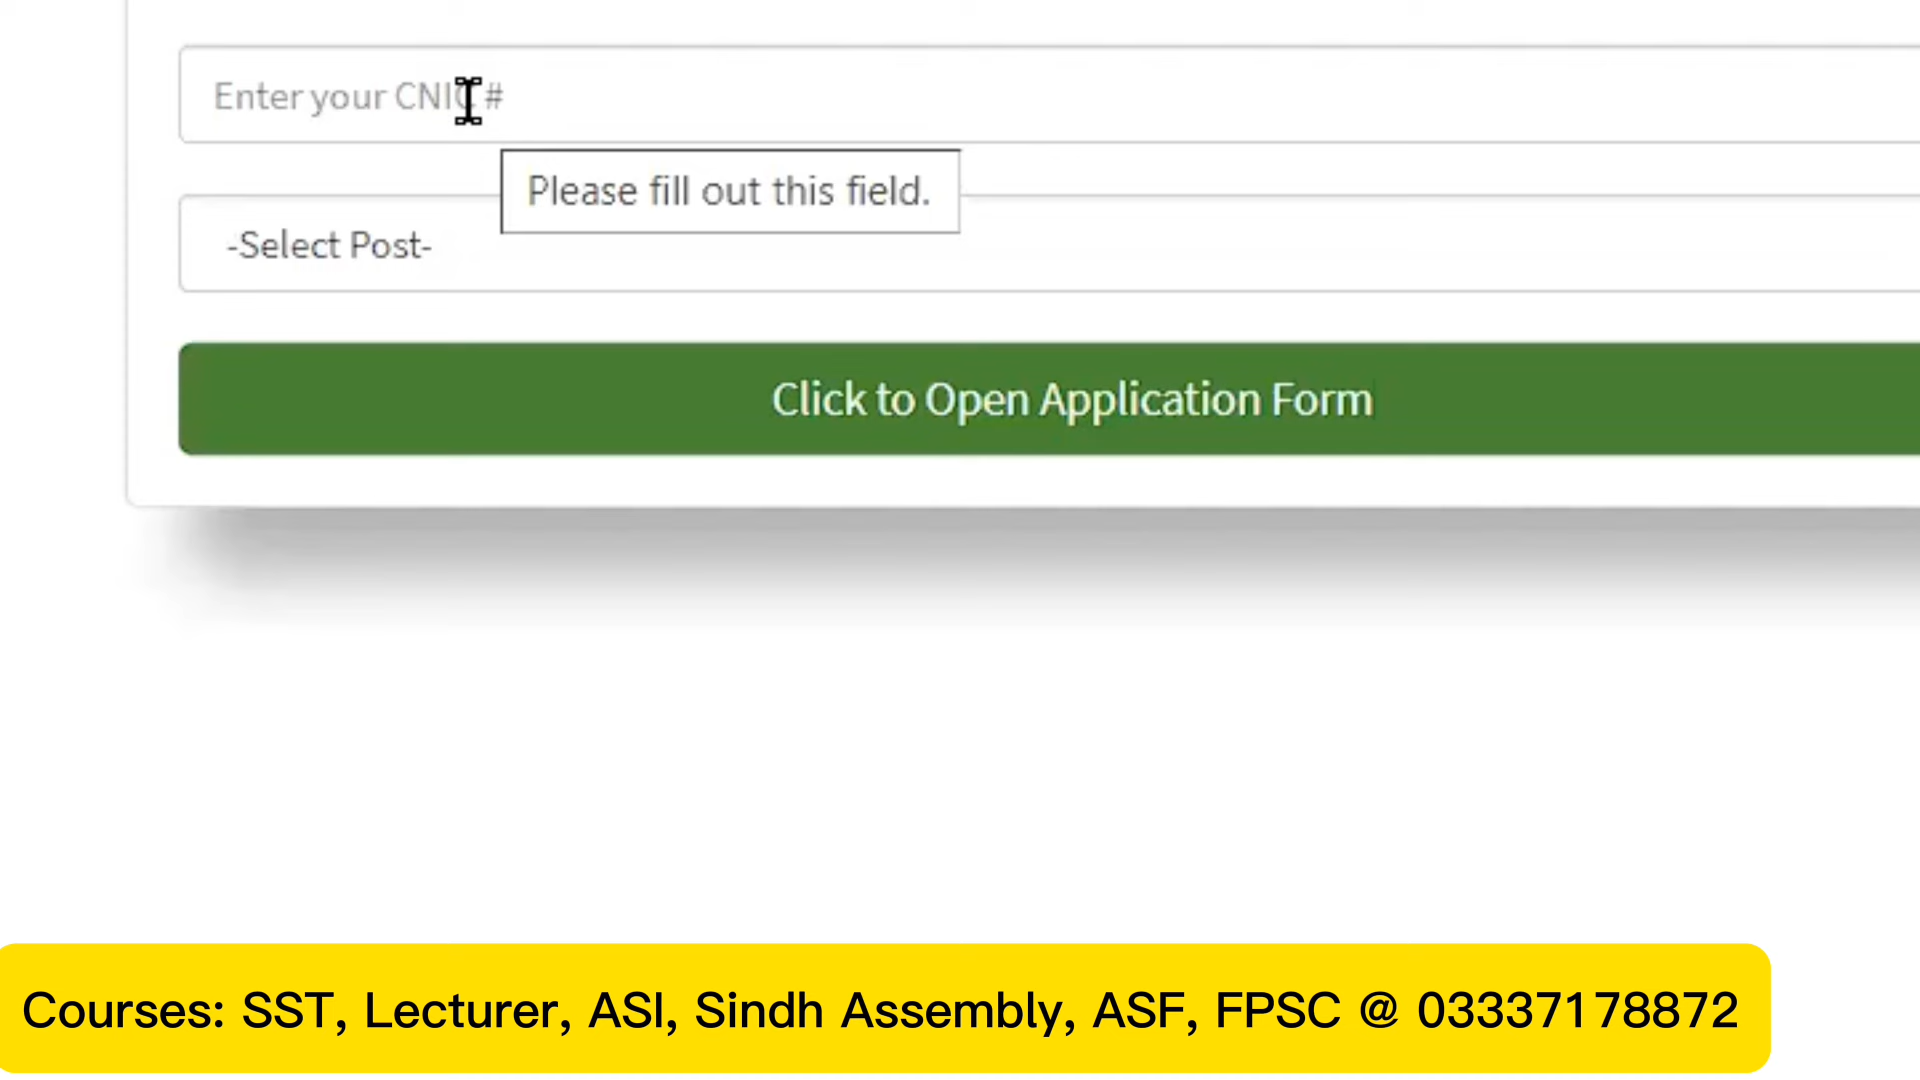 Enter your CNIC #
Please fill out this field.
-Select Post-
Click to Open Application Form
Courses: SST, Lecturer, ASI, Sindh Assembly, ASF, FPSC @ 03337178872